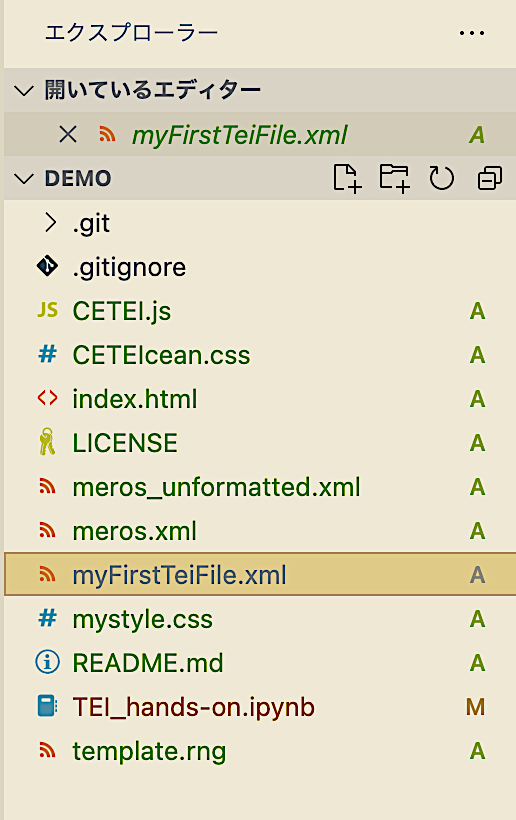 エクスプローラー
開いているエディター
myFirstTeiFile.xml A
DEMO
.git
.gitignore
JS CETEI.js A
# CETEIcean.css A
<> index.html A
LICENSE A
meros_unformatted.xml A
meros.xml A
myFirstTeiFile.xml A
# mystyle.css A
README.md A
TEI_hands-on.ipynb M
template.rng A